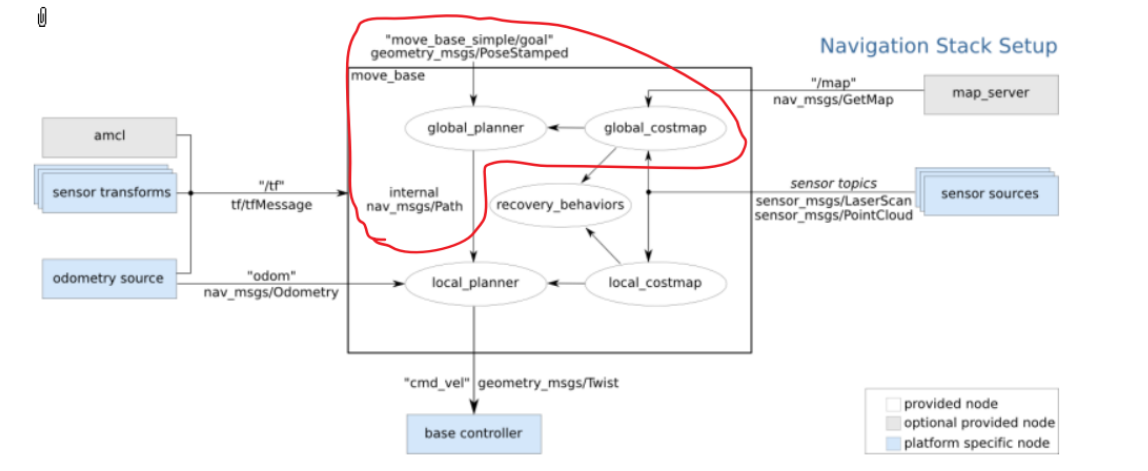 "move_base_simple/goal"
geometry_msgs/PoseStamped
Navigation Stack Setup
move_base
"/map"
nav_msgs/GetMap
map_server
amcl
global_planner
global_costmap
sensor transforms
"/tf"
tf/tfMessage
internal
nav_msgs/Path
recovery_behaviors
sensor topics
sensor_msgs/LaserScan
sensor_msgs/PointCloud
sensor sources
odometry source
"odom"
nav_msgs/Odometry
local_planner
local_costmap
"cmd_vel"
geometry_msgs/Twist
base controller
provided node
optional provided node
platform specific node